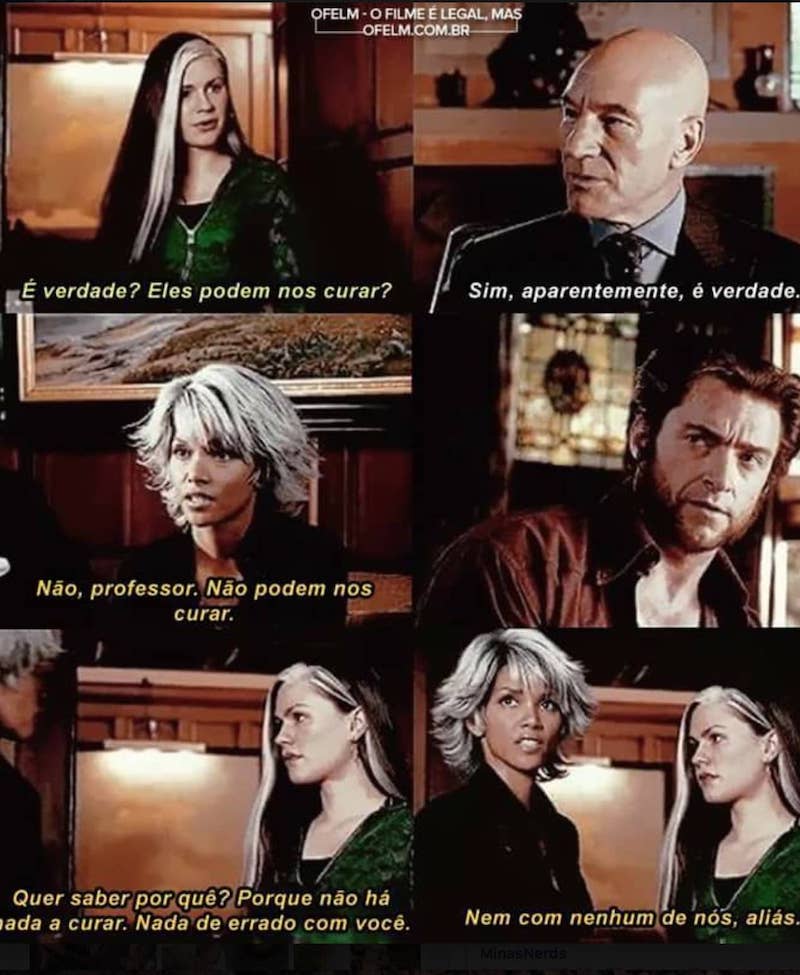 OFELM - O FILME É LEGAL, MAS
OFELM.COM.BR
É verdade? Eles podem nos curar?
Sim, aparentemente, é verdade.
Não, professor. Não podem nos
curar.
Quer saber por quê? Porque não há
nada a curar. Nada de errado com você.
Nem com nenhum de nós, aliás.
MinasNerds